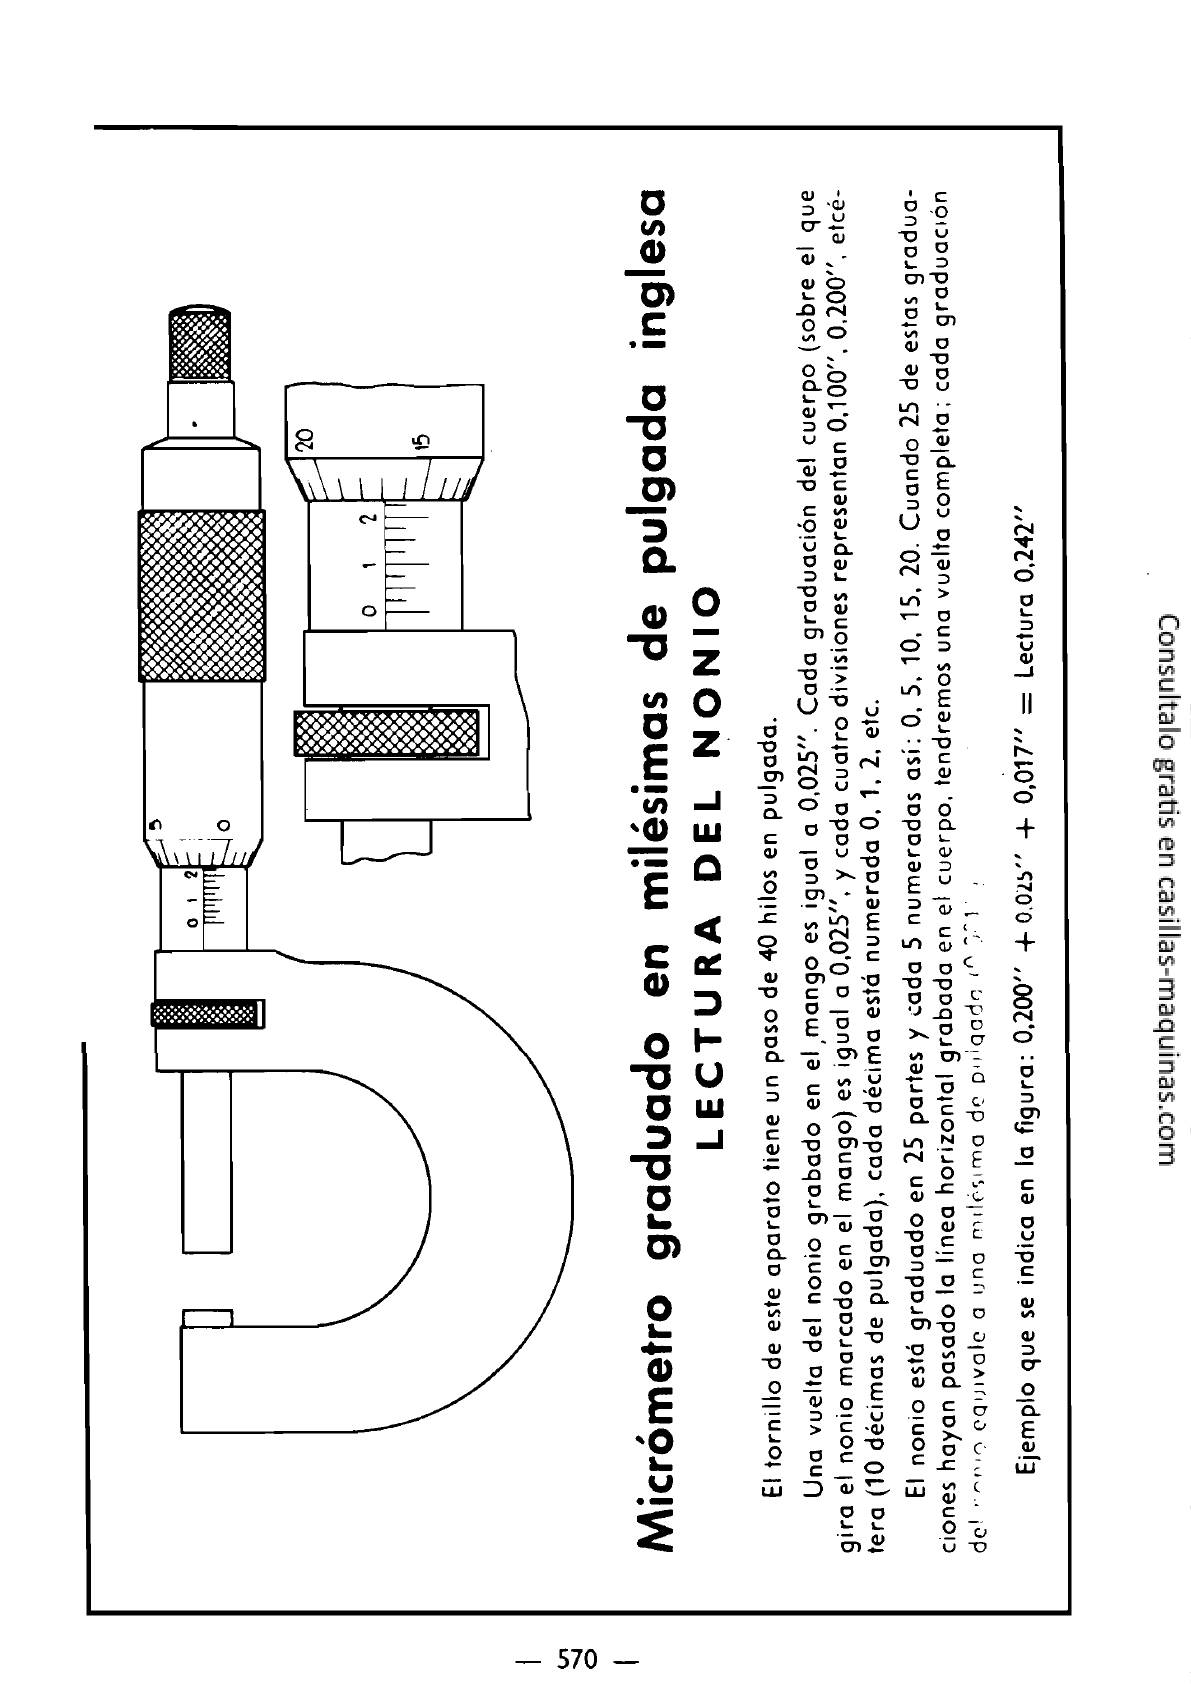 5
0
0 1 2
20
15
0 1 2
Micrómetro graduado en milésimas de pulgada inglesa
LECTURA DEL NONIO
El tornillo de este aparato tiene un paso de 40 hilos en pulgada.
Una vuelta del nonio grabado en el mango es igual a 0,025''. Cada graduación del cuerpo (sobre el que
gira el nonio marcado en el mango) es igual a 0,025'', y cada cuatro divisiones representan 0,100'', 0,200'', etcé-
tera (10 décimas de pulgada), cada décima está numerada 0, 1, 2, etc.
El nonio está graduado en 25 partes y cada 5 numeradas así: 0, 5, 10, 15, 20. Cuando 25 de estas gradua-
ciones hayan pasado la línea horizontal grabada en el cuerpo, tendremos una vuelta completa; cada graduación
del nonio equivale a una milésima de pulgada
Ejemplo que se indica en la figura: 0,200'' + 0.025'' + 0,017'' = Lectura 0,242''
— 570 —
Consultalo gratis en casillas-maquinas.com